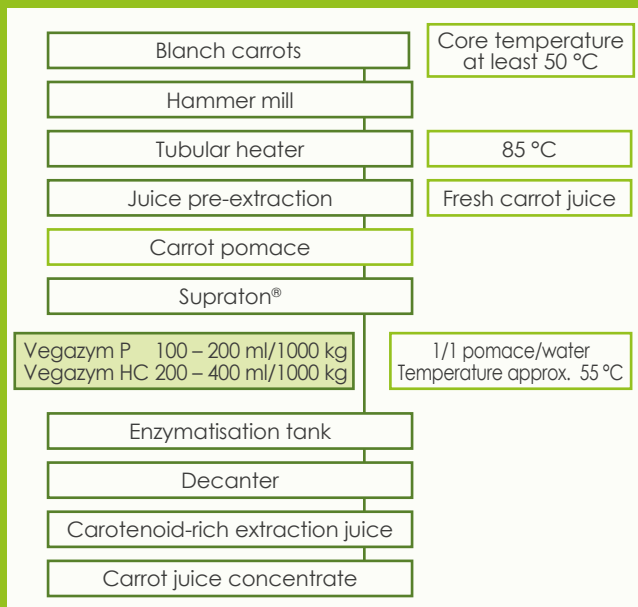 Blanch carrots
Core temperature
at least 50 °C
Hammer mill
Tubular heater
85 °C
Juice pre-extraction
Fresh carrot juice
Carrot pomace
Supraton®
Vegazym P 100 – 200 ml/1000 kg
Vegazym HC 200 – 400 ml/1000 kg
1/1 pomace/water
Temperature approx. 55 °C
Enzymatisation tank
Decanter
Carotenoid-rich extraction juice
Carrot juice concentrate